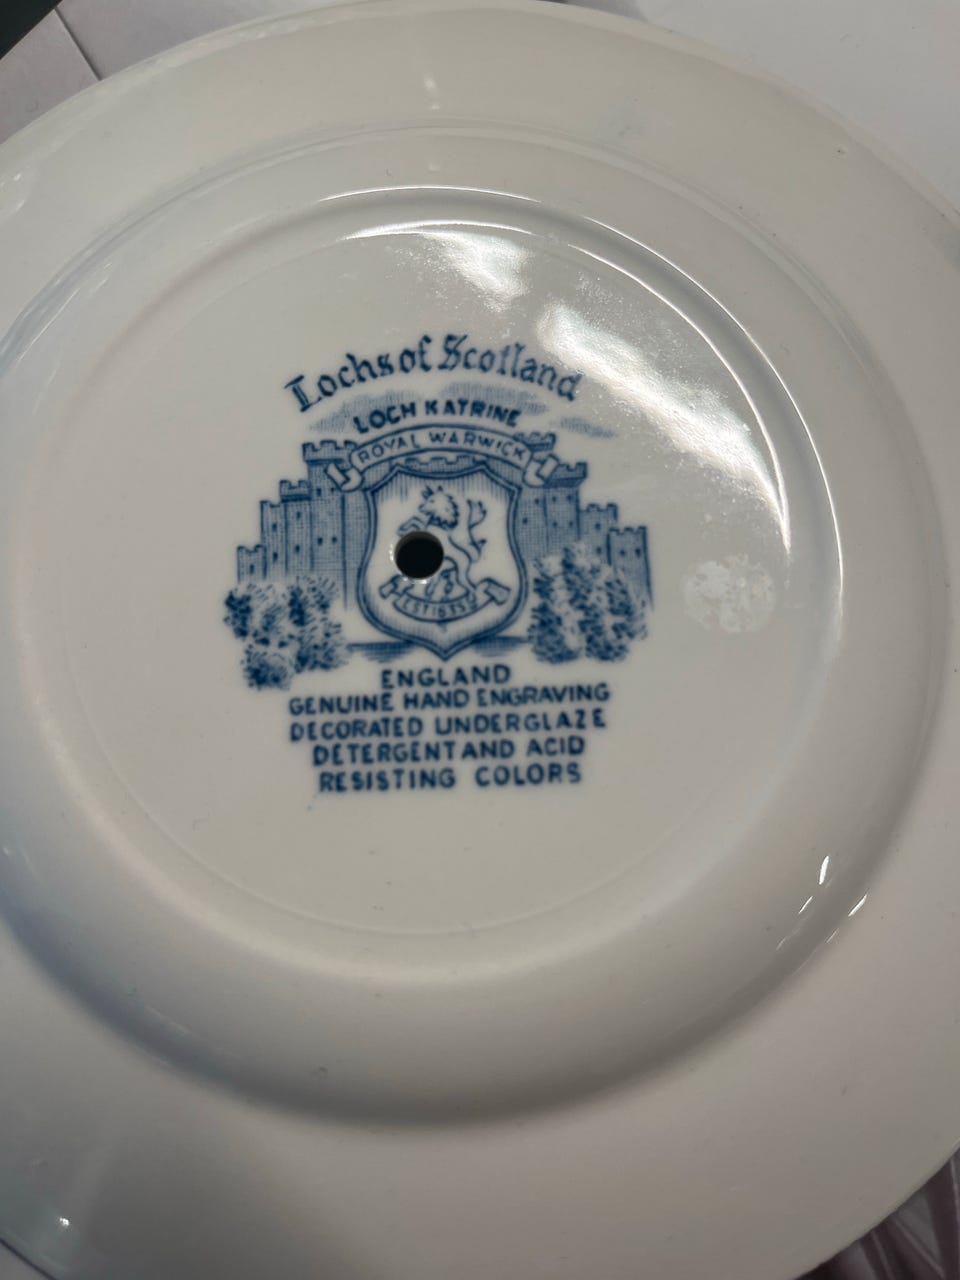 Lochs of Scotland
LOCH KATRINE
ROYAL WARWICK
ENGLAND
GENUINE HAND ENGRAVING
DECORATED UNDERGLAZE
DETERGENT AND ACID
RESISTING COLORS